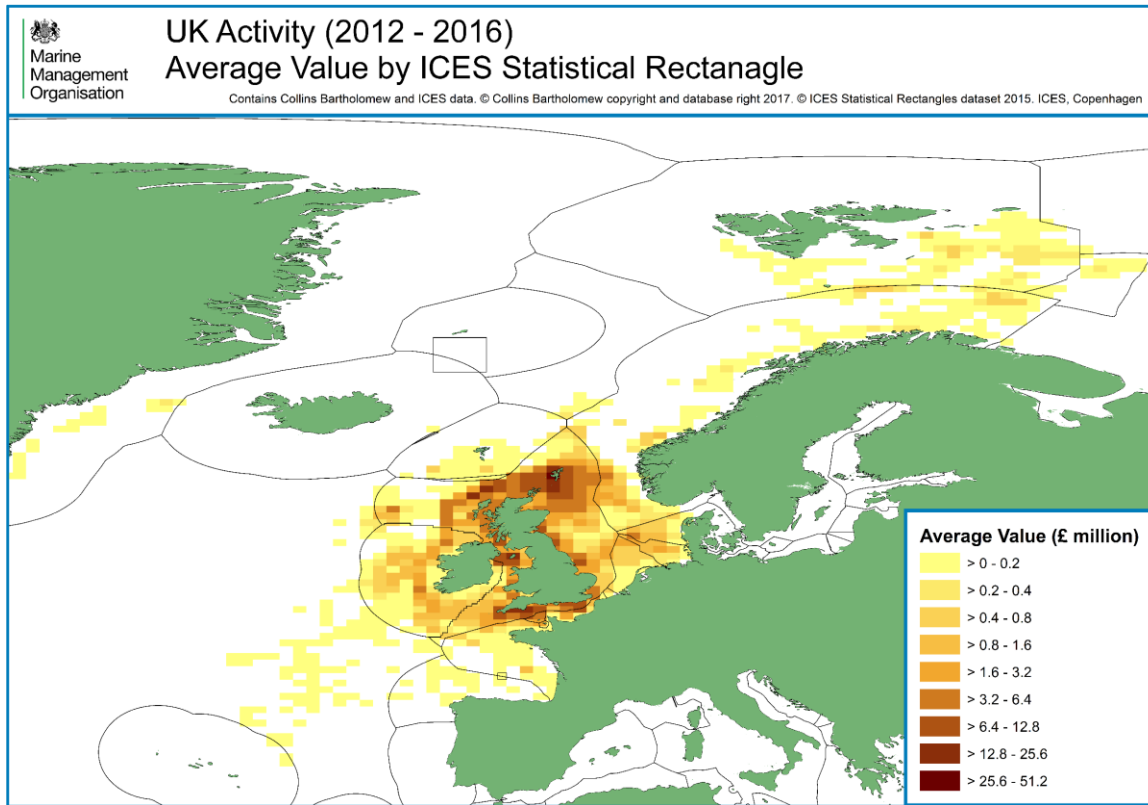 Marine
Management
Organisation
UK Activity (2012 - 2016)
Average Value by ICES Statistical Rectanagle
Contains Collins Bartholomew and ICES data. © Collins Bartholomew copyright and database right 2017. © ICES Statistical Rectangles dataset 2015. ICES, Copenhagen
Average Value (£ million)
> 0 - 0.2
> 0.2 - 0.4
> 0.4 - 0.8
> 0.8 - 1.6
> 1.6 - 3.2
> 3.2 - 6.4
> 6.4 - 12.8
> 12.8 - 25.6
> 25.6 - 51.2